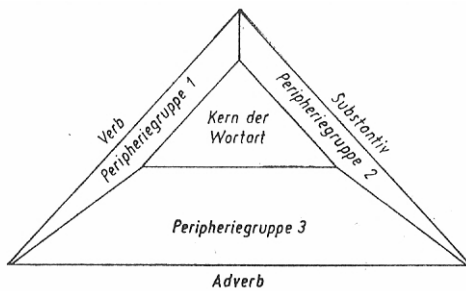 Verb
Peripheriegruppe 1
Kern der
Wortart
Peripheriegruppe 2
Substantiv
Peripheriegruppe 3
Adverb